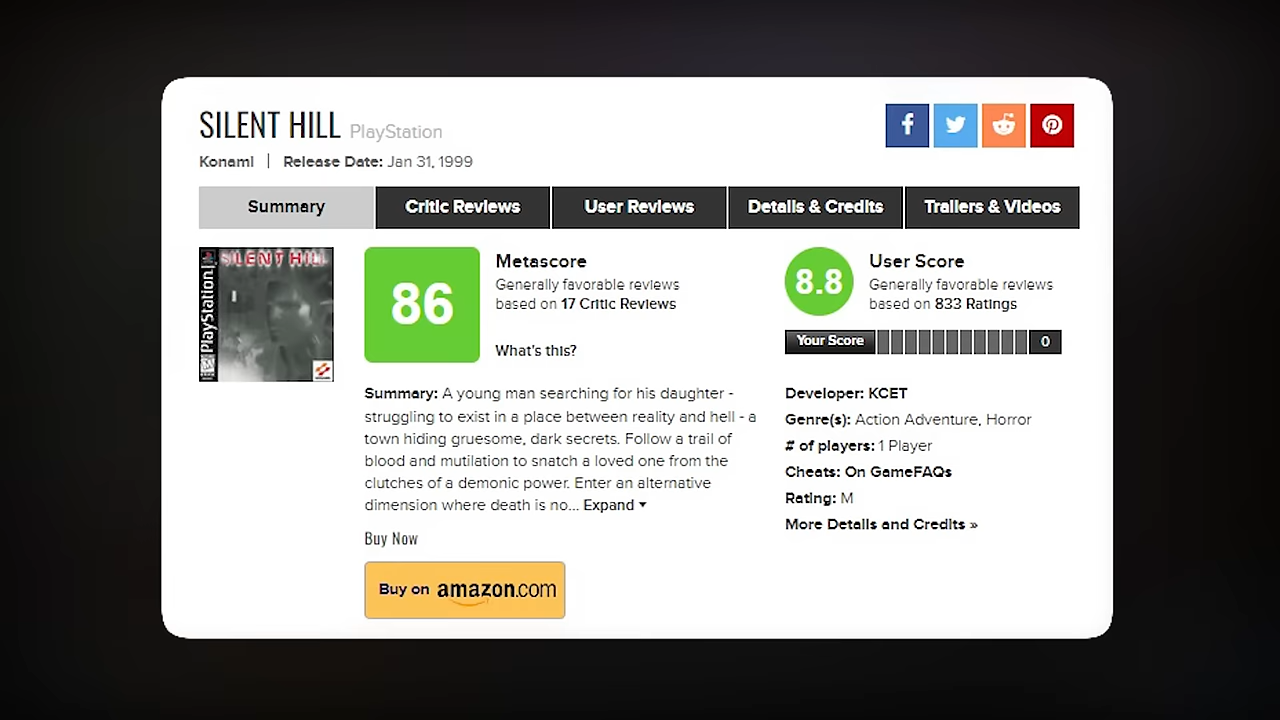 SILENT HILL PlayStation
Konami | Release Date: Jan 31, 1999
Summary
Critic Reviews
User Reviews
Details & Credits
Trailers & Videos
SILENT HILL
PlayStation
86
Metascore
Generally favorable reviews
based on 17 Critic Reviews
What's this?
8.8
User Score
Generally favorable reviews
based on 833 Ratings
Your Score
0
Summary: A young man searching for his daughter -
struggling to exist in a place between reality and hell - a
town hiding gruesome, dark secrets. Follow a trail of
blood and mutilation to snatch a loved one from the
clutches of a demonic power. Enter an alternative
dimension where death is no... Expand
Buy Now
Buy on amazon.com
Developer: KCET
Genre(s): Action Adventure, Horror
# of players: 1 Player
Cheats: On GameFAQs
Rating: M
More Details and Credits »